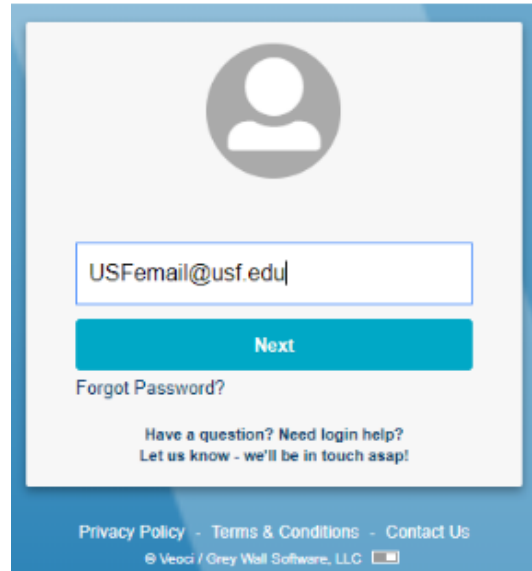 USFemail@usf.edu
Next
Forgot Password?
Have a question? Need login help?
Let us know - we'll be in touch asap!
Privacy Policy - Terms & Conditions - Contact Us
© Veoci / Grey Wall Software, LLC